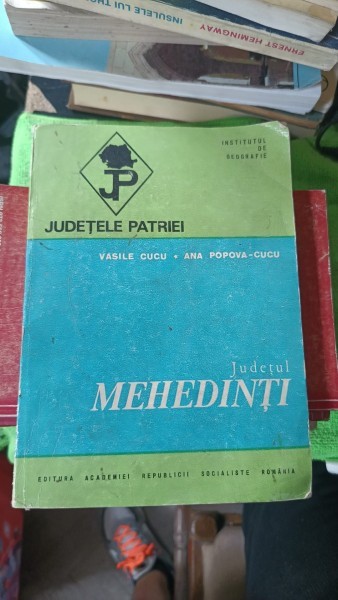 INSULELE LUI THO
ERNEST HEMINGWAY
INSTITUTUL
DE
GEOGRAFIE
JP
JUDEȚELE PATRIEI
VASILE CUCU • ANA POPOVA-CUCU
Județul
MEHEDINȚI
EDITURA ACADEMIEI REPUBLICII SOCIALISTE ROMÂNIA